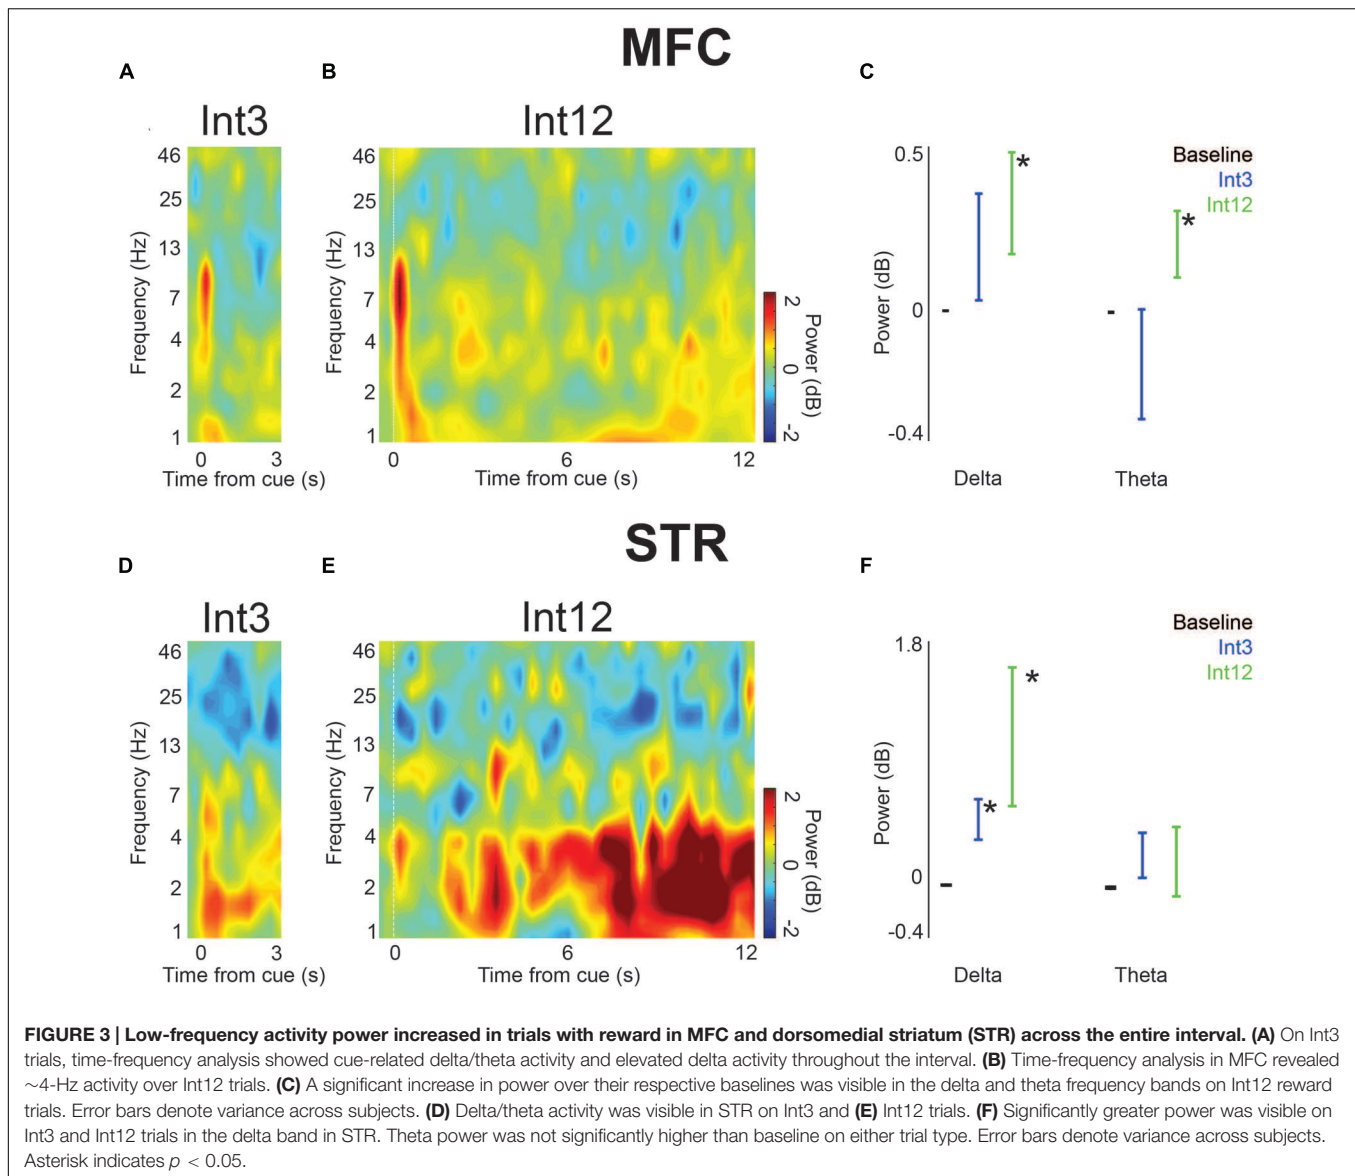 MFC
A
B
C
Int3
Int12
46
25
13
7
4
2
1
Frequency (Hz)
0
3
Time from cue (s)
46
25
13
7
4
2
1
Frequency (Hz)
0
6
12
Time from cue (s)
2
0
-2
Power (dB)
0.5
0
-0.4
Power (dB)
Baseline
Int3
Int12
*
*
Delta
Theta
STR
D
E
F
Int3
Int12
46
25
13
7
4
2
1
Frequency (Hz)
0
3
Time from cue (s)
46
25
13
7
4
2
1
Frequency (Hz)
0
6
12
Time from cue (s)
2
0
-2
Power (dB)
1.8
0
-0.4
Power (dB)
Baseline
Int3
Int12
*
*
Delta
Theta
FIGURE 3 | Low-frequency activity power increased in trials with reward in MFC and dorsomedial striatum (STR) across the entire interval. (A) On Int3
trials, time-frequency analysis showed cue-related delta/theta activity and elevated delta activity throughout the interval. (B) Time-frequency analysis in MFC revealed
~4-Hz activity over Int12 trials. (C) A significant increase in power over their respective baselines was visible in the delta and theta frequency bands on Int12 reward
trials. Error bars denote variance across subjects. (D) Delta/theta activity was visible in STR on Int3 and (E) Int12 trials. (F) Significantly greater power was visible on
Int3 and Int12 trials in the delta band in STR. Theta power was not significantly higher than baseline on either trial type. Error bars denote variance across subjects.
Asterisk indicates p < 0.05.